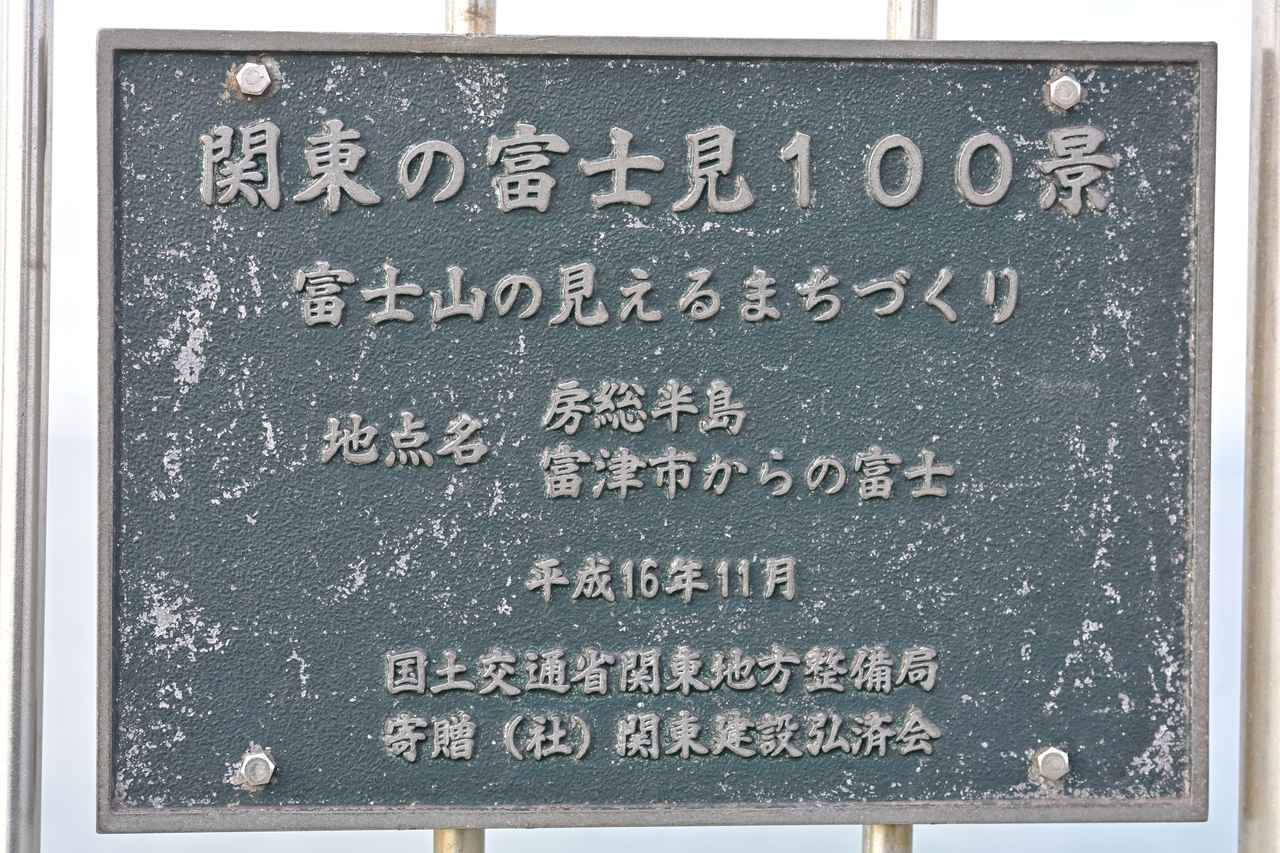 関東の富士見１００景
富士山の見えるまちづくり
地点名
房総半島
富津市からの富士
平成16年11月
国土交通省関東地方整備局
寄贈（社）関東建設弘済会